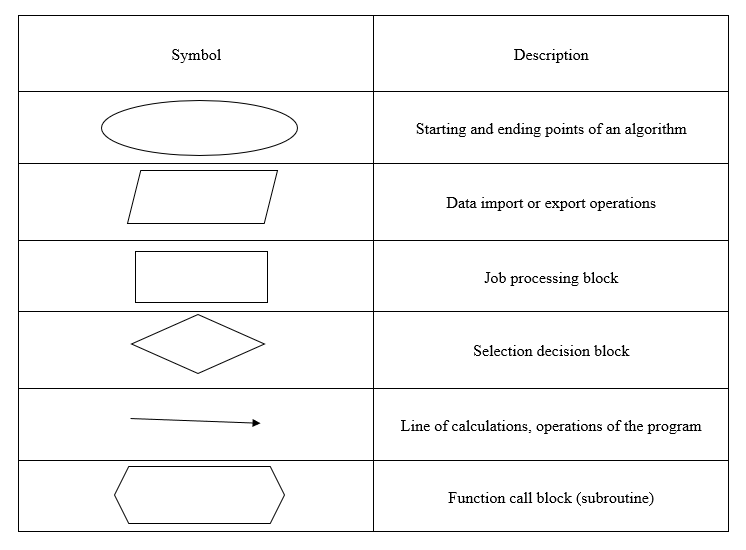 Symbol
Description
Starting and ending points of an algorithm
Data import or export operations
Job processing block
Selection decision block
Line of calculations, operations of the program
Function call block (subroutine)